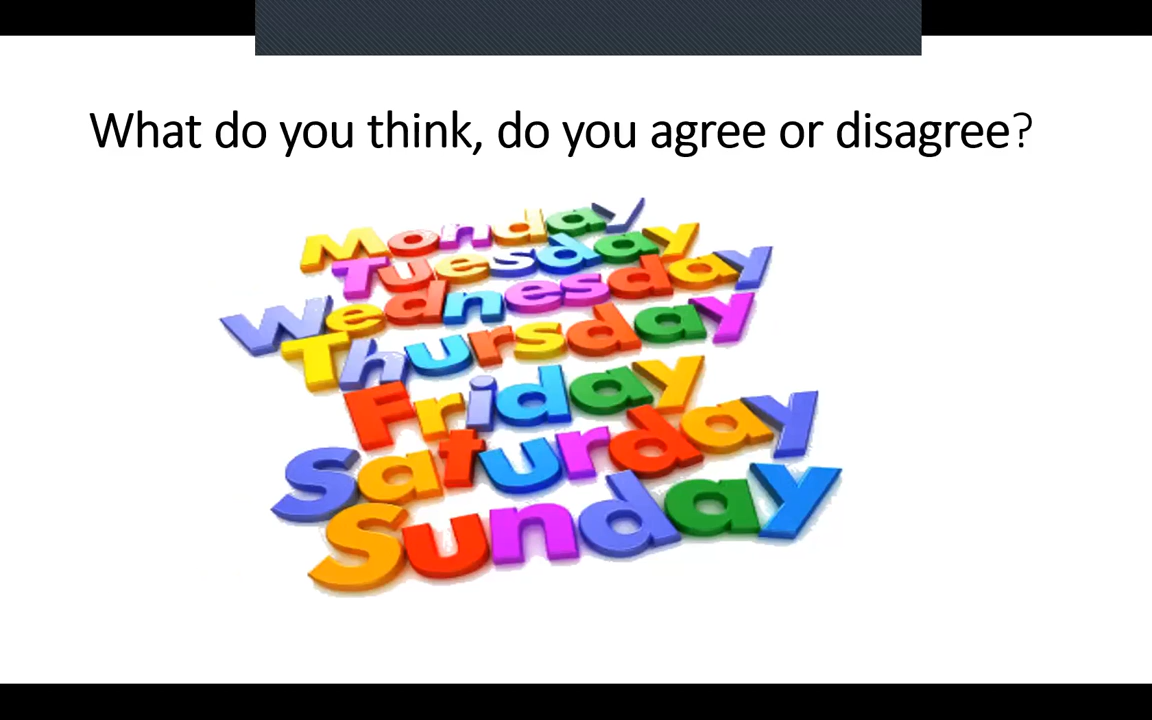 What do you think, do you agree or disagree?
Monday
Tuesday
Wednesday
Thursday
Friday
Saturday
Sunday